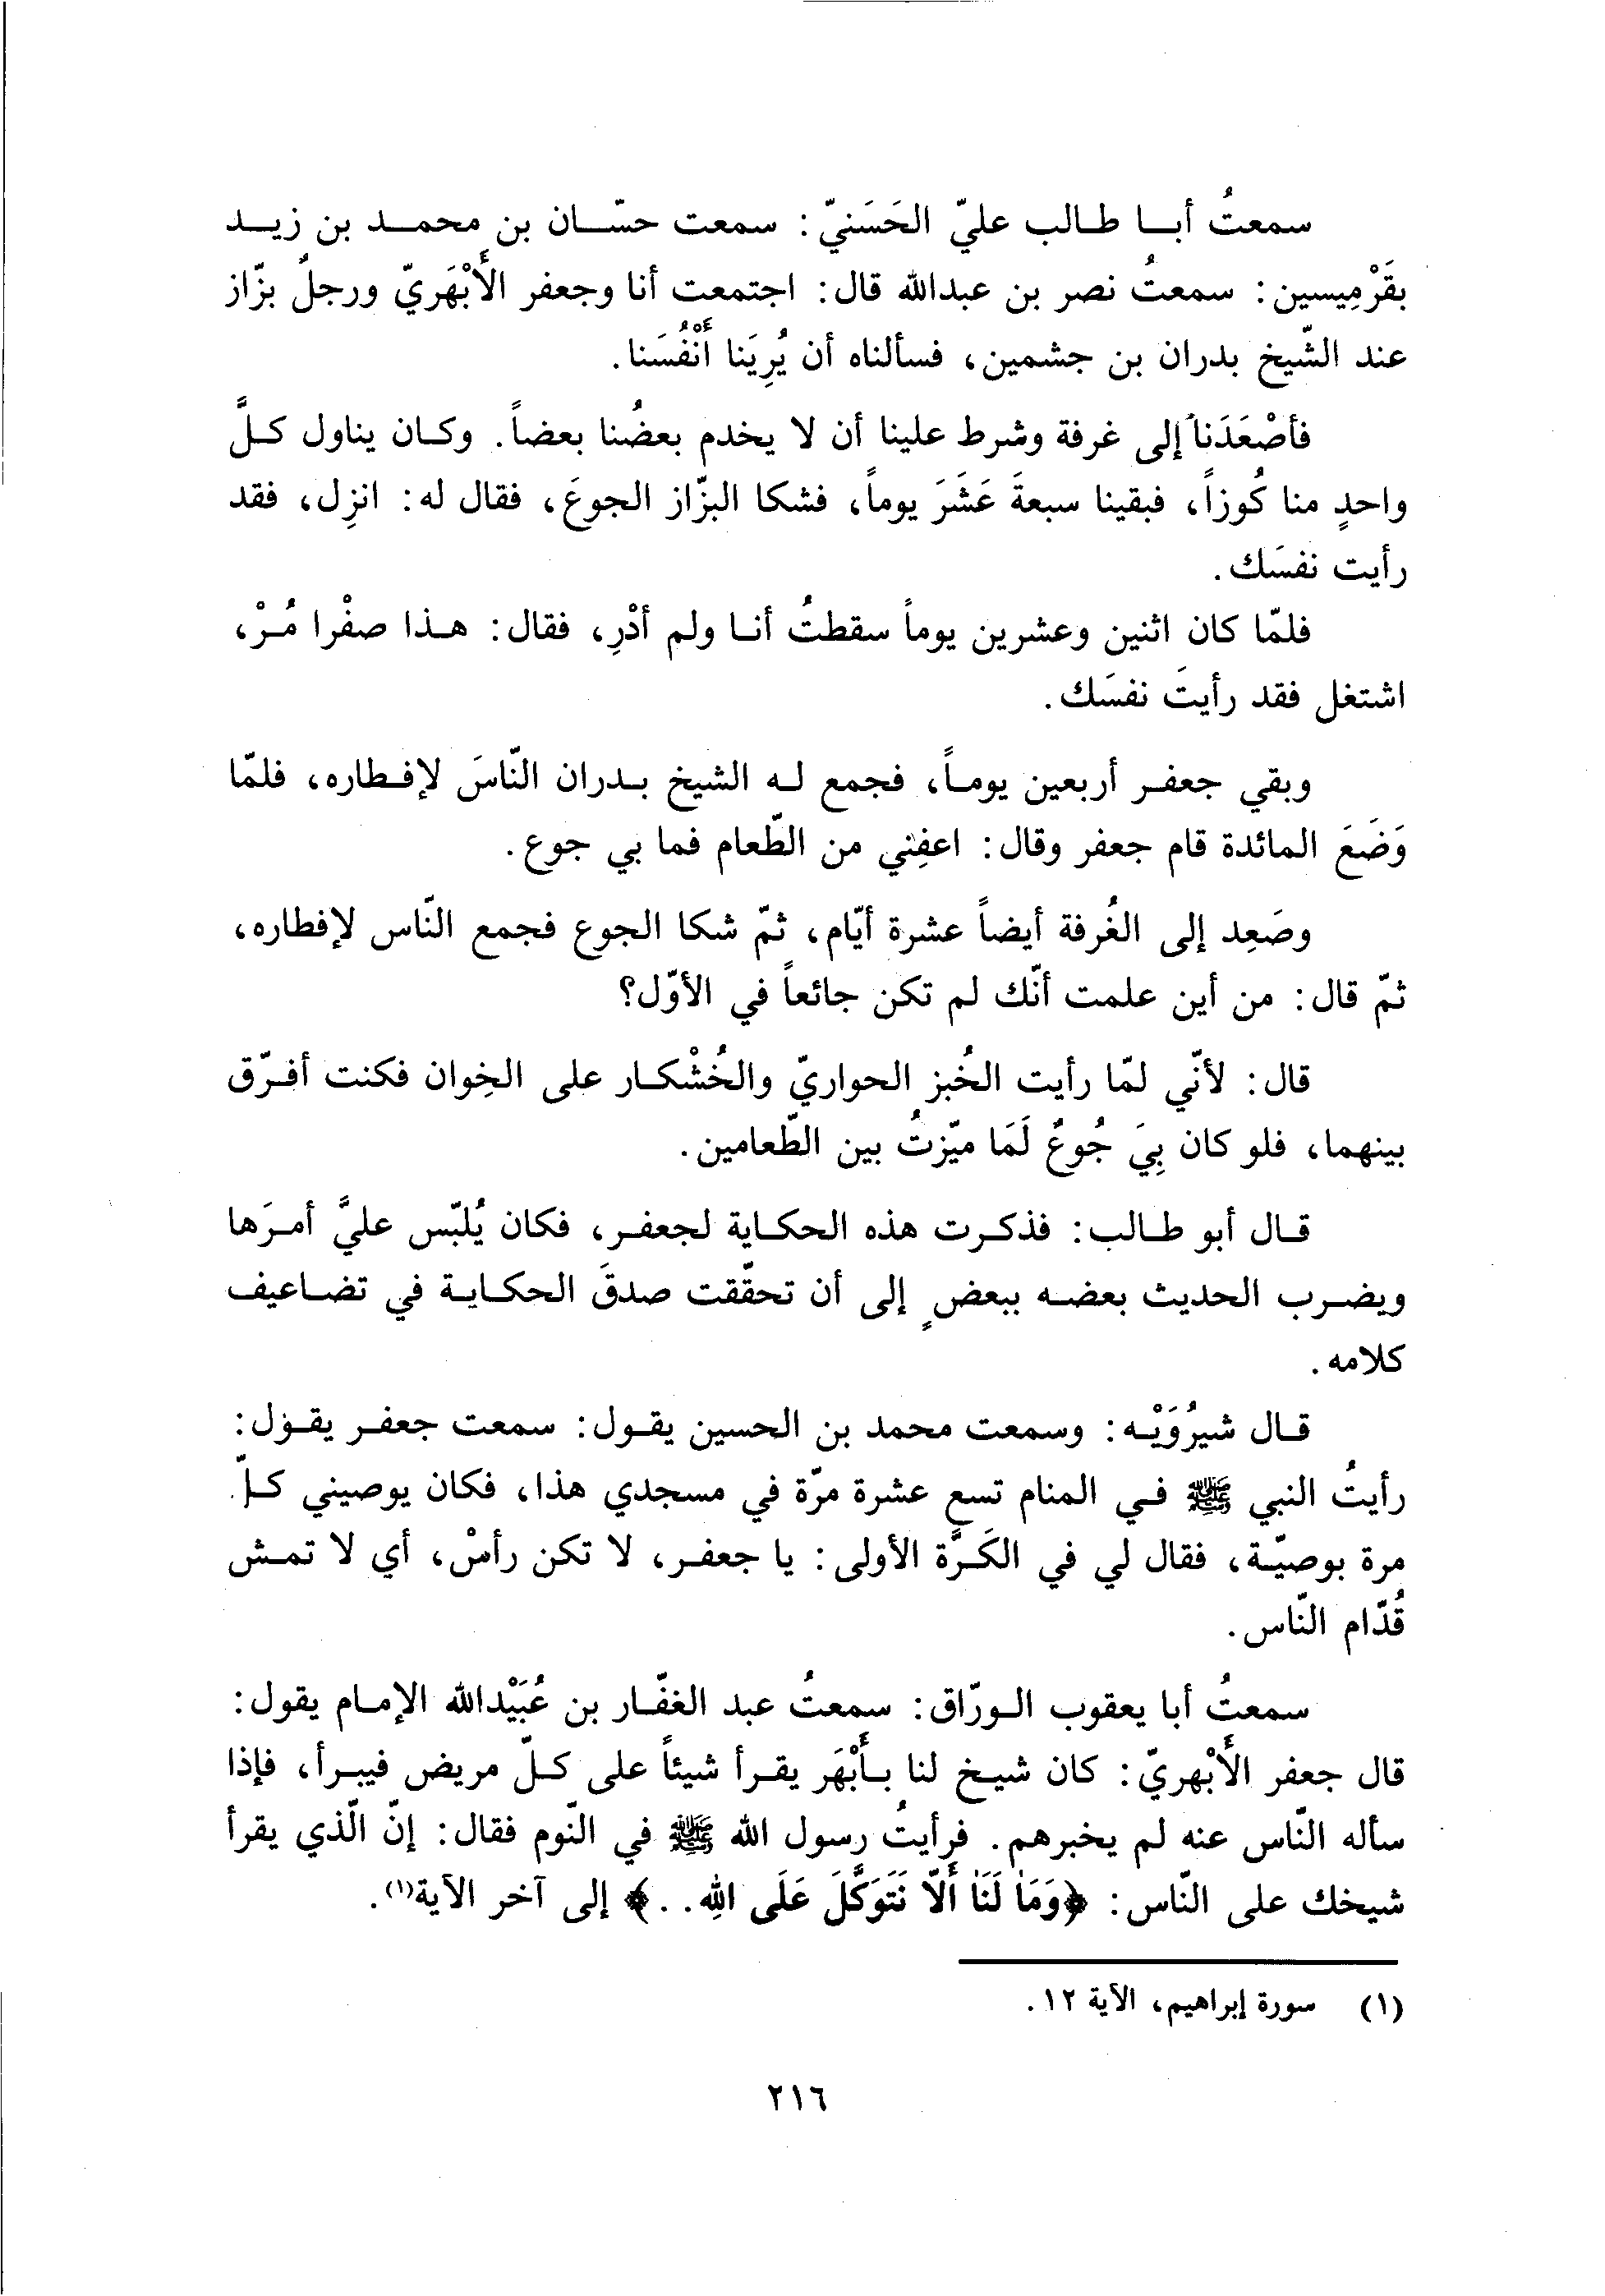 سمعتُ أبا طالب عليّ الحَسَنيّ: سمعت حسّان بن محمد بن زيد
بقَرْمِيسين: سمعتُ نصر بن عبدالله قال: اجتمعت أنا وجعفر الأَبْهَريّ ورجلٌ بزّاز
عند الشّيخ بدران بن جشمين، فسألناه أن يُرِيَنا أَنْفُسَنا.
فأصْعَدَنا إلى غرفة وشرط علينا أن لا يخدم بعضُنا بعضاً. وكان يناول كلَّ
واحدٍ منا كُوزاً، فبقينا سبعةَ عَشَرَ يوماً، فشكا البزّاز الجوعَ، فقال له: انزِل، فقد
رأيت نفسَك.
فلمّا كان اثنين وعشرين يوماً سقطتُ أنا ولم أدْرِ، فقال: هذا صفْرا مُرْ،
اشتغل فقد رأيتَ نفسَك.
وبقي جعفر أربعين يوماً، فجمع له الشيخ بدران النّاسَ لإفطاره، فلمّا
وَضَعَ المائدة قام جعفر وقال: اعفِني من الطّعام فما بي جوع.
وصَعِد إلى الغُرفة أيضاً عشرة أيّام، ثمّ شكا الجوع فجمع النّاس لإفطاره،
ثمّ قال: من أين علمت أنّك لم تكن جائعاً في الأوّل؟
قال: لأنّي لمّا رأيت الخُبز الحواريّ والخُشْكار على الخِوان فكنت أفرّق
بينهما، فلو كان بِيَ جُوعٌ لَمَا ميّزتُ بين الطّعامين.
قال أبو طالب: فذكرت هذه الحكاية لجعفر، فكان يُلبّس عليَّ أمرَها
ويضرب الحديث بعضه ببعضٍ إلى أن تحقّقت صدقَ الحكاية في تضاعيف
كلامه.
قال شيرُوَيْه: وسمعت محمد بن الحسين يقول: سمعت جعفر يقول:
رأيتُ النبي ﷺ في المنام تسع عشرة مرّة في مسجدي هذا، فكان يوصيني كلّ
مرة بوصيّة، فقال لي في الكَرَّة الأولى: يا جعفر، لا تكن رأسْ، أي لا تمش
قُدّام النّاس.
سمعتُ أبا يعقوب الورّاق: سمعتُ عبد الغفّار بن عُبَيْدالله الإمام يقول:
قال جعفر الأَبْهريّ: كان شيخ لنا بأَبْهَر يقرأ شيئاً على كلّ مريض فيبرأ، فإذا
سأله النّاس عنه لم يخبرهم. فرأيتُ رسول الله ﷺ في النّوم فقال: إنّ الّذي يقرأ
شيخك على النّاس: ﴿وَمَا لَنَا أَلاّ نَتَوَكَّلَ عَلَى اللهِ..﴾ إلى آخر الآية(١).
(١) سورة إبراهيم، الآية ١٢.
٢١٦